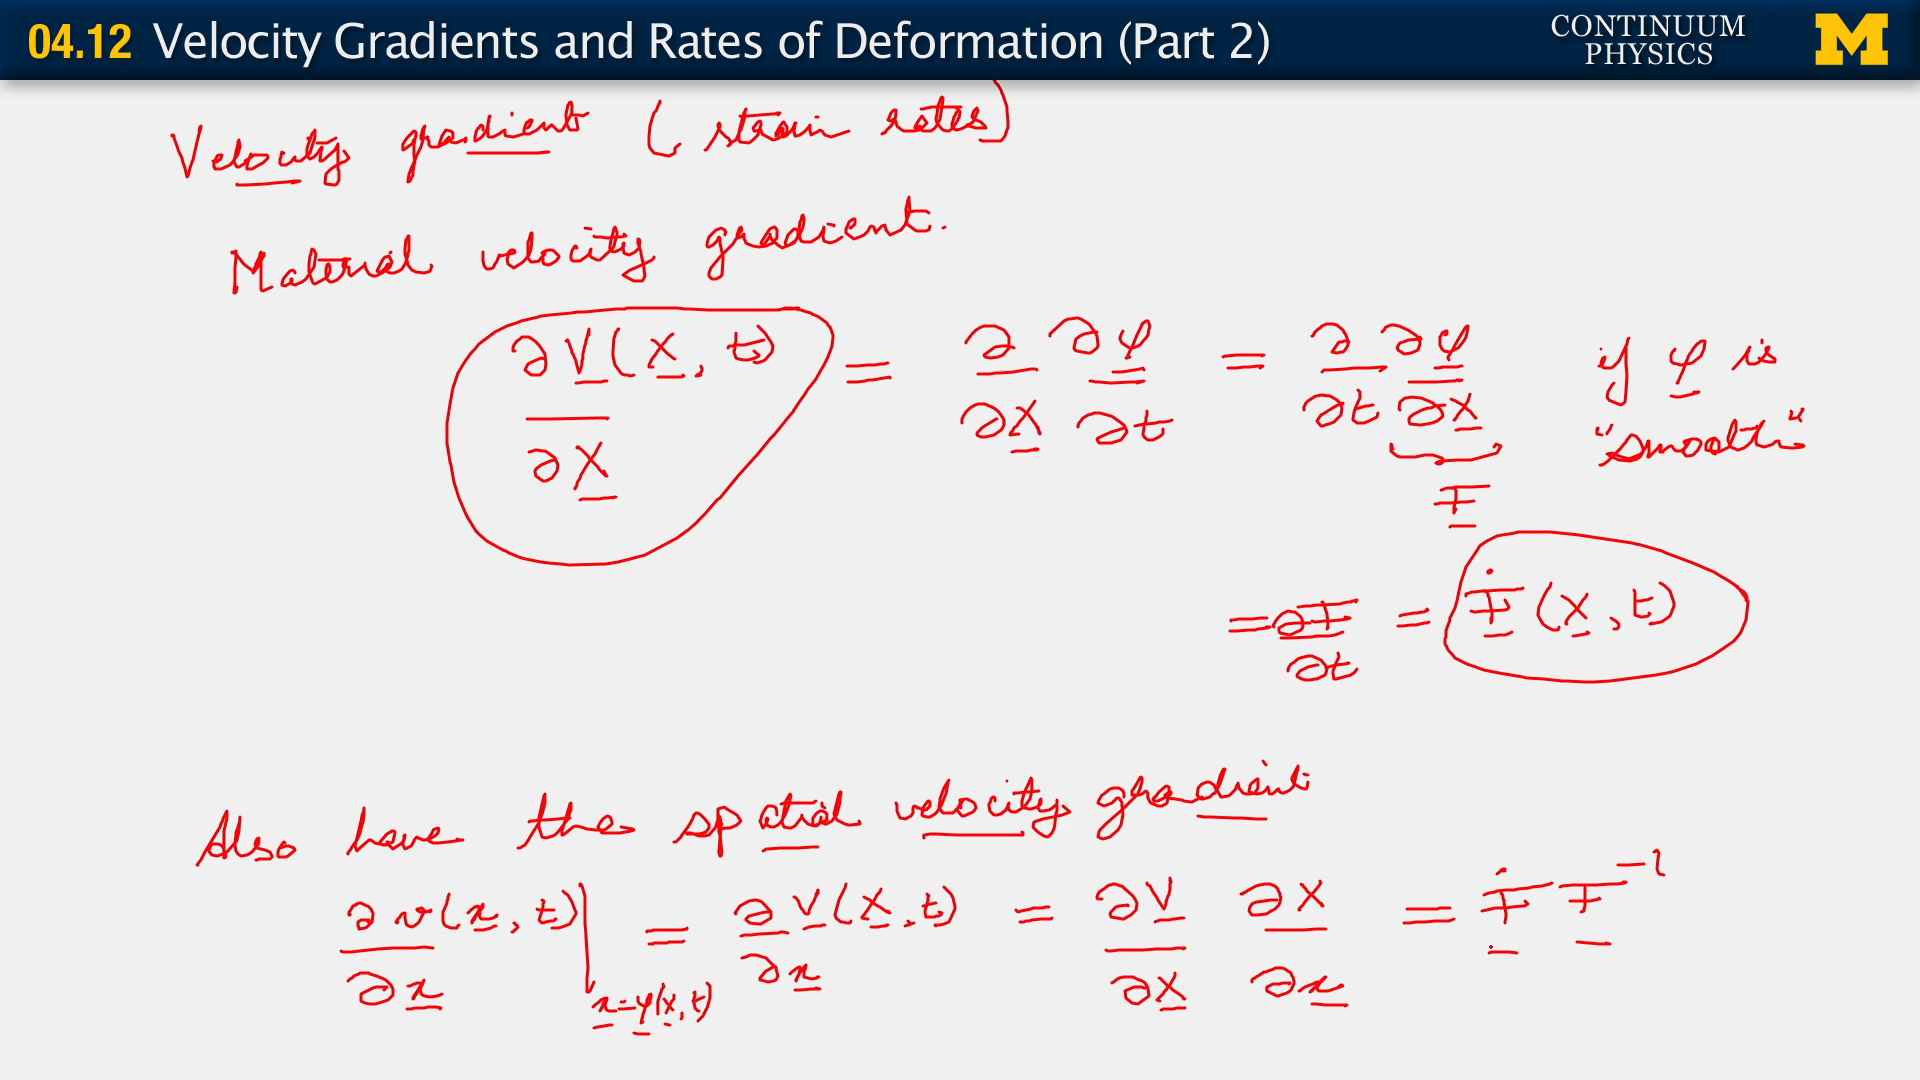 04.12 Velocity Gradients and Rates of Deformation (Part 2)
CONTINUUM
PHYSICS
M
Velocity gradient (strain rates)
Material velocity gradient.
∂V(X, t)/∂X = ∂/∂X ∂φ/∂t = ∂/∂t ∂φ/∂X if φ is "smooth"
F
= ∂F/∂t = Ḟ(X, t)
Also have the spatial velocity gradient
∂v(x, t)/∂x |x=φ(X, t) = ∂V(X, t)/∂x = ∂V/∂X ∂X/∂x = Ḟ F⁻¹